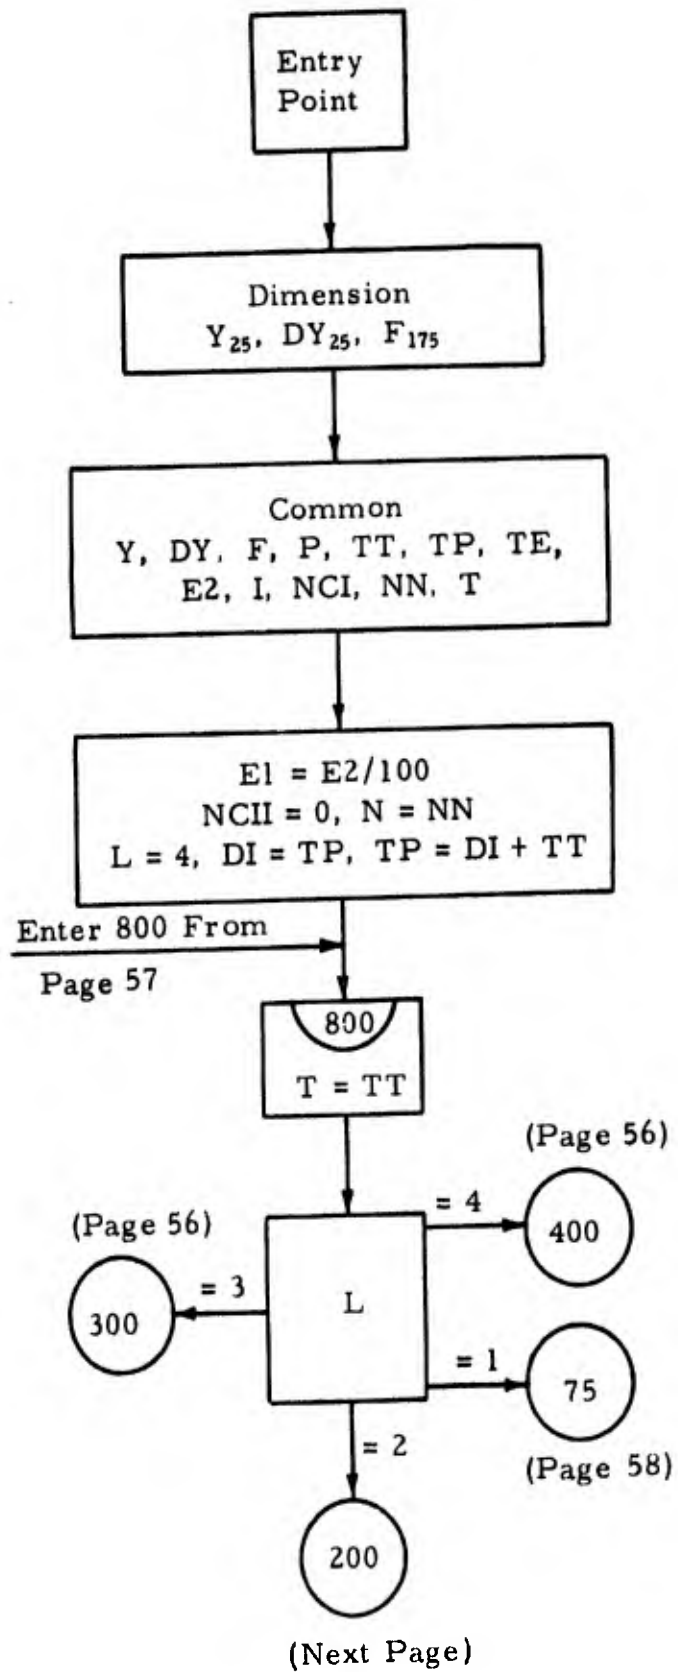 Entry
Point
Dimension
Y₂₅, DY₂₅, F₁₇₅
Common
Y, DY, F, P, TT, TP, TE,
E2, I, NCI, NN, T
E1 = E2/100
NCII = 0, N = NN
L = 4, DI = TP, TP = DI + TT
Enter 800 From
Page 57
800
T = TT
(Page 56)
= 4
400
(Page 56)
= 3
300
L
= 1
75
(Page 58)
= 2
200
(Next Page)